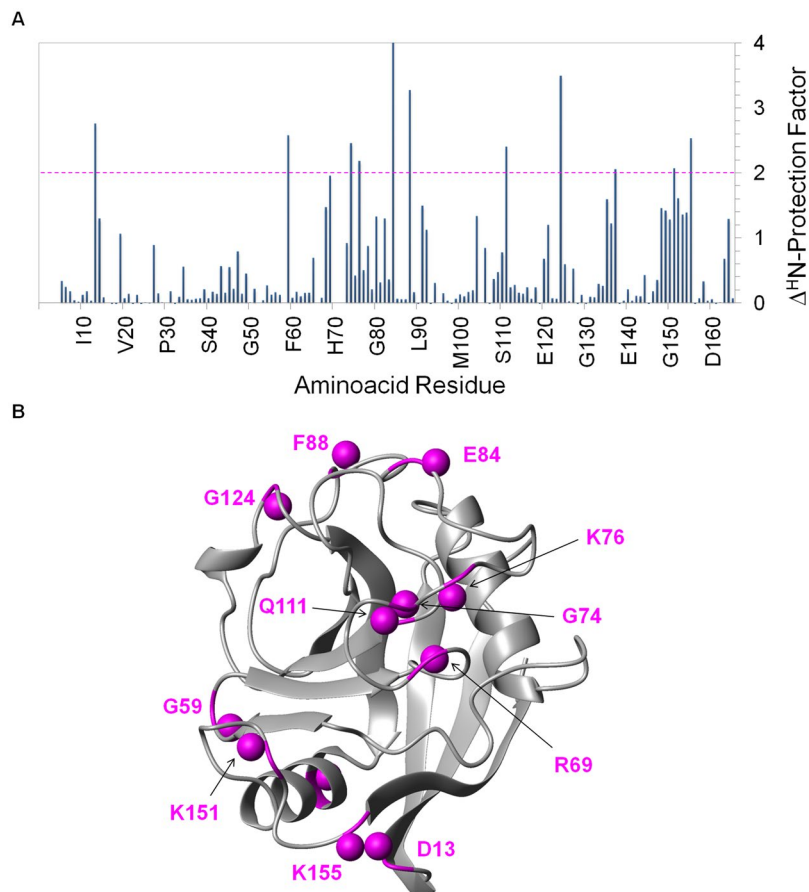 A
4
3
2
1
0
Δᴴᴺ-Protection Factor
I10 V20 P30 S40 G50 F60 H70 G80 L90 M100 S110 E120 G130 E140 G150 D160
Aminoacid Residue
B
F88
E84
G124
K76
Q111
G74
G59
R69
K151
D13
K155